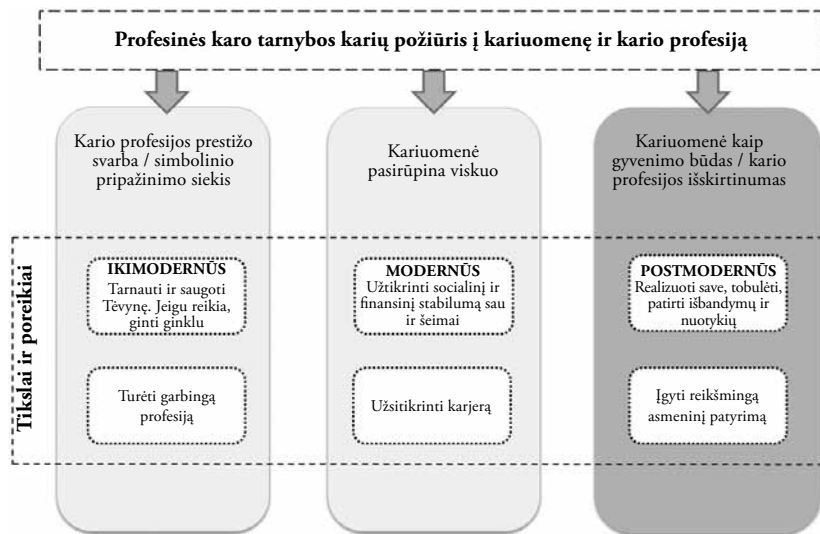 Profesinės karo tarnybos karių požiūris į kariuomenę ir kario profesiją
Kario profesijos prestižo
svarba / simbolinio
pripažinimo siekis
Kariuomenė
pasirūpina viskuo
Kariuomenė kaip
gyvenimo būdas / kario
profesijos išskirtinumas
Tikslai ir poreikiai
IKIMODERNŪS
Tarnauti ir saugoti
Tėvynę. Jeigu reikia,
ginti ginklu
MODERNŪS
Užtikrinti socialinį ir
finansinį stabilumą sau
ir šeimai
POSTMODERNŪS
Realizuoti save, tobulėti,
patirti išbandymų ir
nuotykių
Turėti garbingą
profesiją
Užsitikrinti karjerą
Įgyti reikšmingą
asmeninį patyrimą